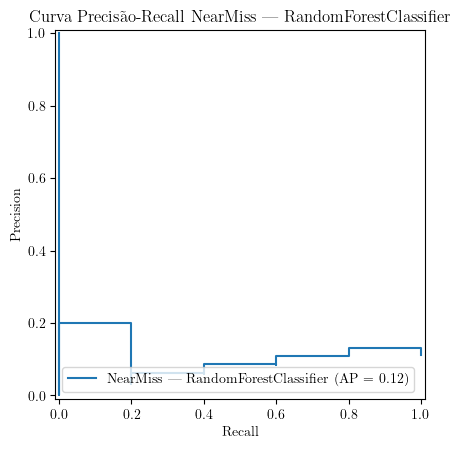 Curva Precisão-Recall NearMiss — RandomForestClassifier
1.0
0.8
0.6
0.4
0.2
0.0
Precision
NearMiss — RandomForestClassifier (AP = 0.12)
0.0 0.2 0.4 0.6 0.8 1.0
Recall